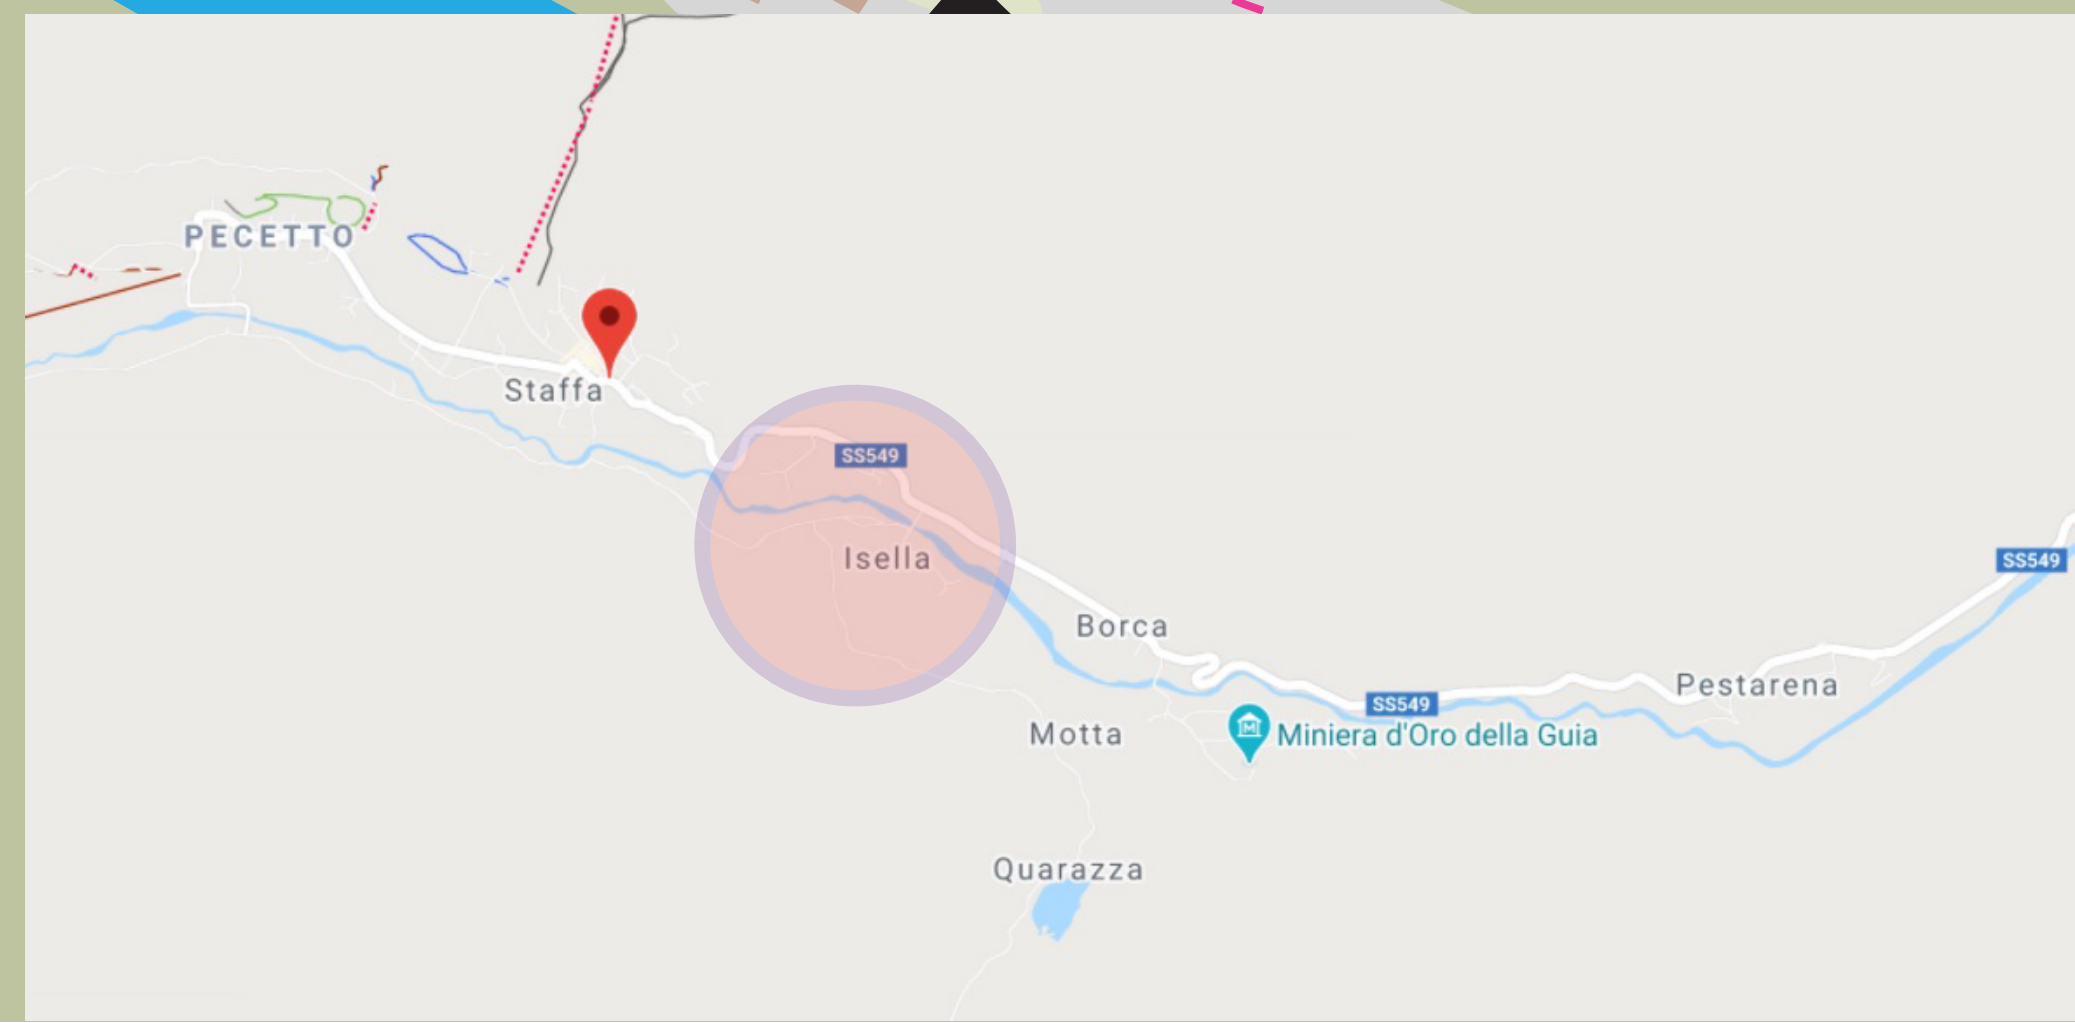 PECETTO
Staffa
SS549
Isella
SS549
Borca
Pestarena
SS549
Motta
Miniera d'Oro della Guia
Quarazza